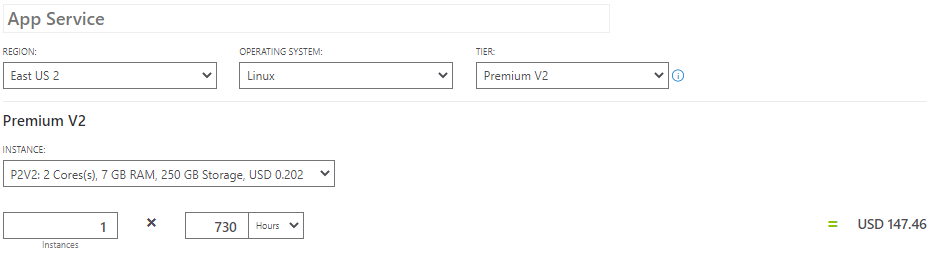 App Service
REGION: OPERATING SYSTEM: TIER:
East US 2 Linux Premium V2
Premium V2
INSTANCE:
P2V2: 2 Cores(s), 7 GB RAM, 250 GB Storage, USD 0.202
1 × 730 Hours = USD 147.46
Instances